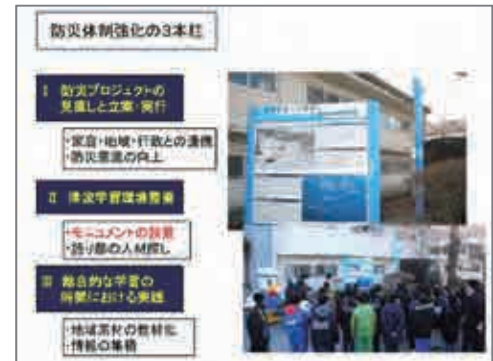 防災体制強化の3本柱
Ⅰ 防災プロジェクトの
見直しと立案・実行
・家庭・地域・行政との連携
・防災意識の向上
Ⅱ 津波学習環境整備
・モニュメントの設置
・語り部の人材探し
Ⅲ 総合的な学習の
時間における実践
・地域素材の教材化
・情報の集積